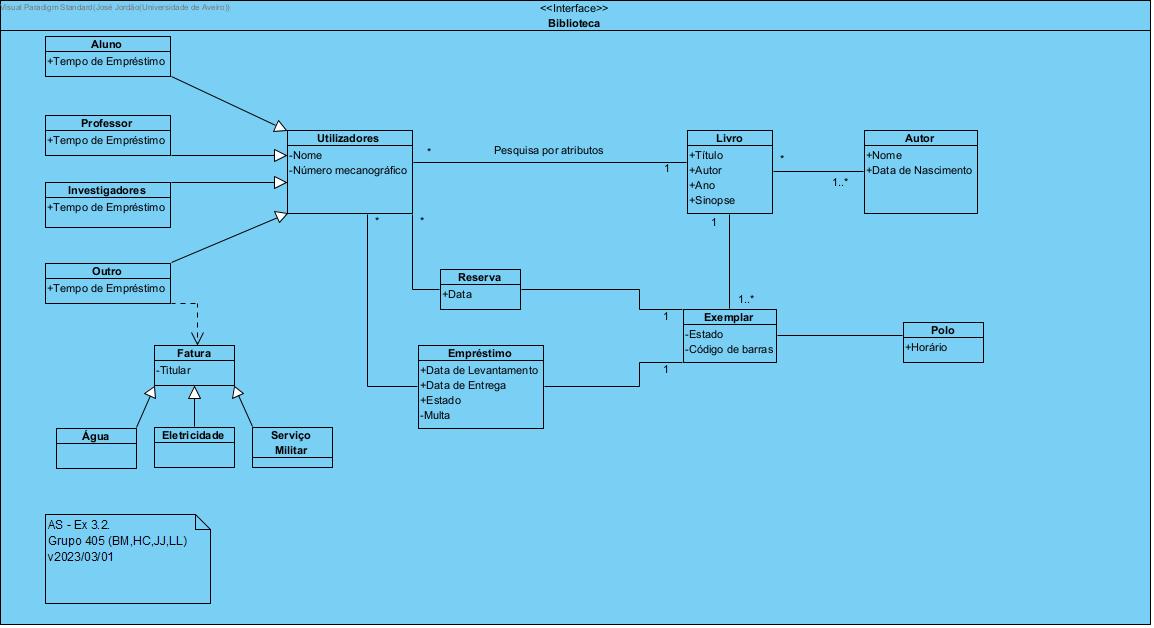 Visual Paradigm Standard(José Jordão(Universidade de Aveiro))
<<Interface>>
Biblioteca
Aluno
+Tempo de Empréstimo
Professor
+Tempo de Empréstimo
Investigadores
+Tempo de Empréstimo
Outro
+Tempo de Empréstimo
Utilizadores
-Nome
-Número mecanográfico
*
Pesquisa por atributos
1
Livro
+Título
+Autor
+Ano
+Sinopse
*
1..*
Autor
+Nome
+Data de Nascimento
*
*
1
1..*
Reserva
+Data
1
Exemplar
-Estado
-Código de barras
Polo
+Horário
Fatura
-Titular
Empréstimo
+Data de Levantamento
+Data de Entrega
+Estado
-Multa
1
Água
Eletricidade
Serviço
Militar
AS - Ex 3.2.
Grupo 405 (BM,HC,JJ,LL)
v2023/03/01